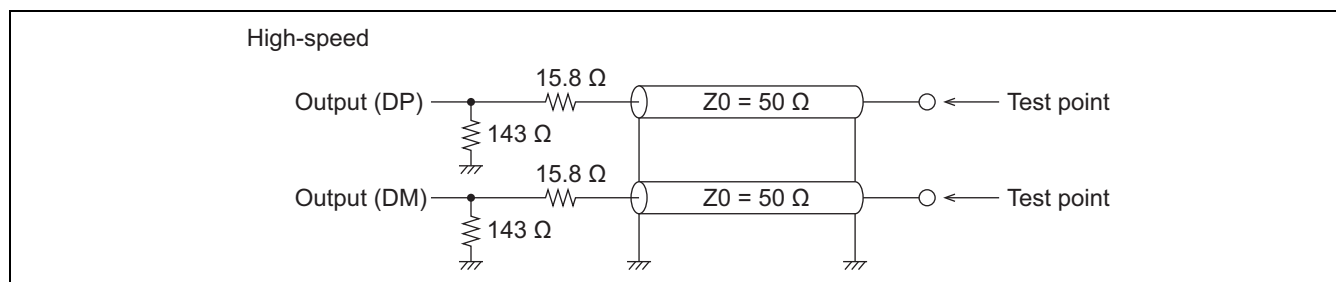 High-speed
15.8 Ω
Output (DP)
Z0 = 50 Ω
Test point
143 Ω
15.8 Ω
Output (DM)
Z0 = 50 Ω
Test point
143 Ω